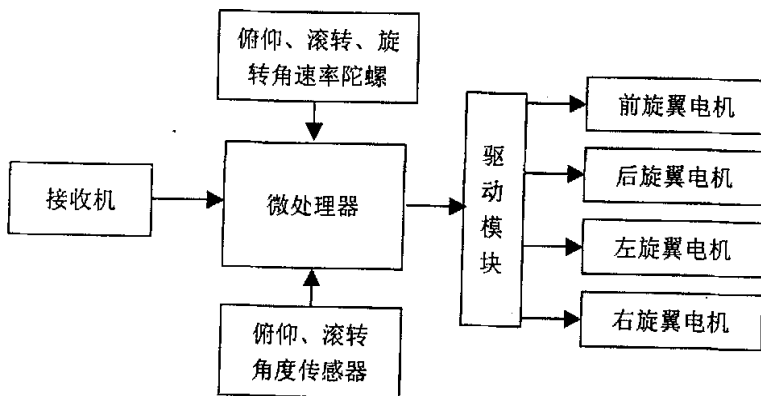 俯仰、滚转、旋
转角速率陀螺
接收机
微处理器
俯仰、滚转
角度传感器
驱
动
模
块
前旋翼电机
后旋翼电机
左旋翼电机
右旋翼电机